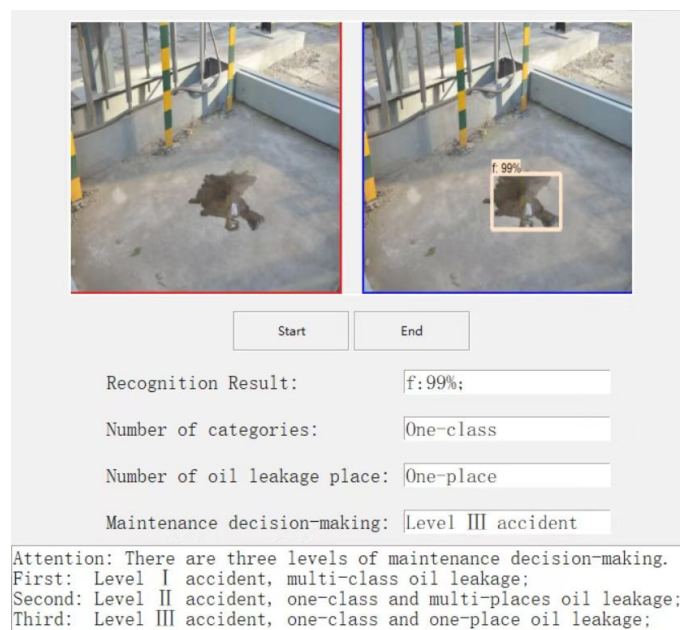 f: 99%
Start
End
Recognition Result: f:99%;
Number of categories: One-class
Number of oil leakage place: One-place
Maintenance decision-making: Level Ⅲ accident
Attention: There are three levels of maintenance decision-making.
First: Level Ⅰ accident, multi-class oil leakage;
Second: Level Ⅱ accident, one-class and multi-places oil leakage;
Third: Level Ⅲ accident, one-class and one-place oil leakage;